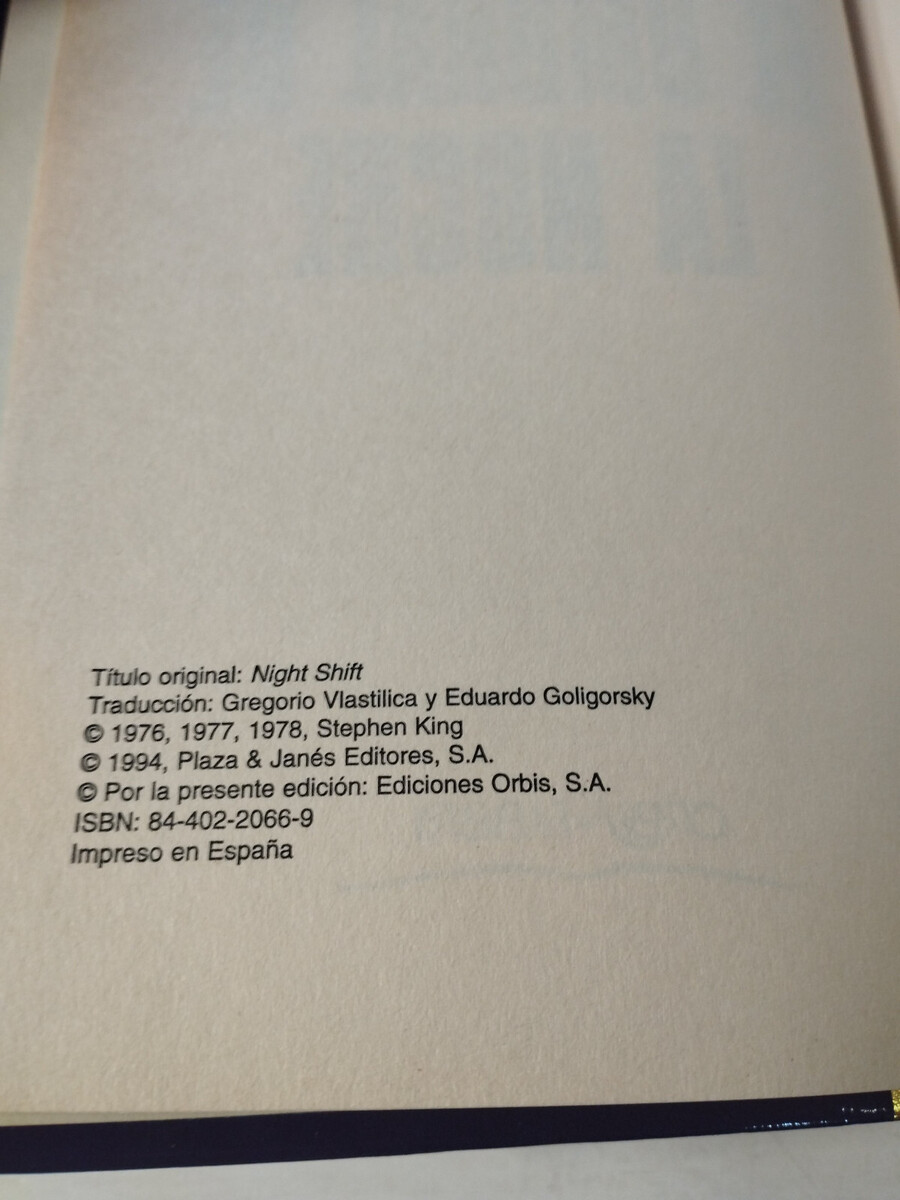 Título original: Night Shift
Traducción: Gregorio Vlastilica y Eduardo Goligorsky
© 1976, 1977, 1978, Stephen King
© 1994, Plaza & Janés Editores, S.A.
© Por la presente edición: Ediciones Orbis, S.A.
ISBN: 84-402-2066-9
Impreso en España